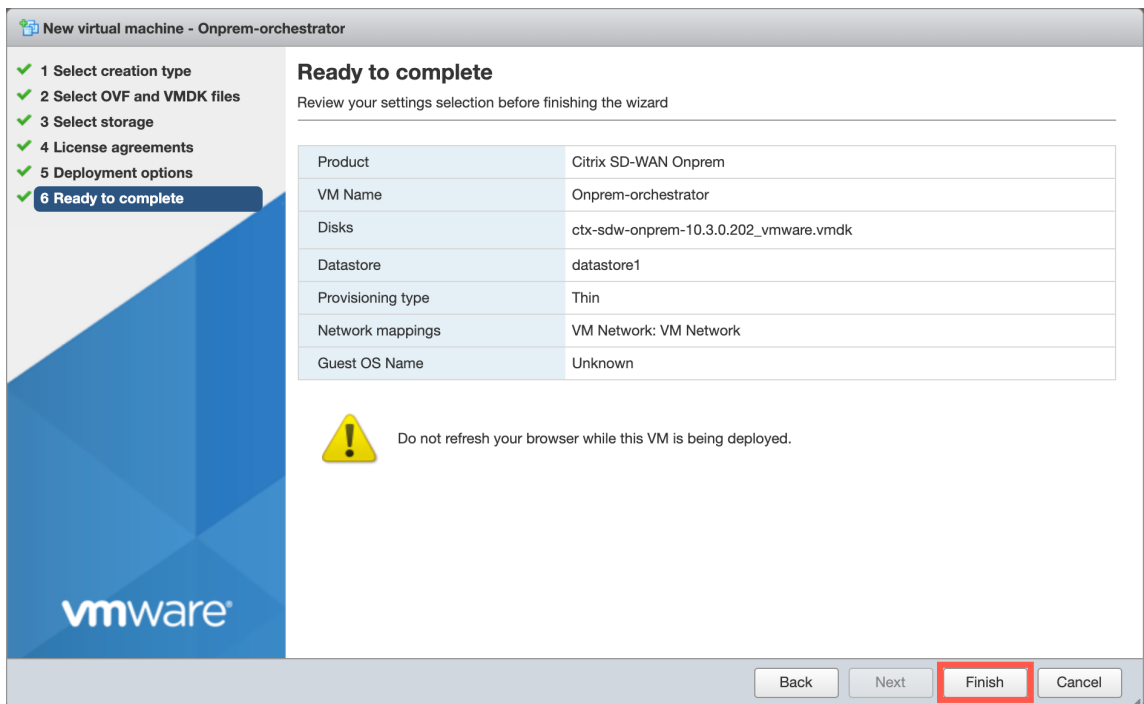 New virtual machine - Onprem-orchestrator
1 Select creation type
2 Select OVF and VMDK files
3 Select storage
4 License agreements
5 Deployment options
6 Ready to complete
vmware®
Ready to complete
Review your settings selection before finishing the wizard
Product Citrix SD-WAN Onprem
VM Name Onprem-orchestrator
Disks ctx-sdw-onprem-10.3.0.202_vmware.vmdk
Datastore datastore1
Provisioning type Thin
Network mappings VM Network: VM Network
Guest OS Name Unknown
Do not refresh your browser while this VM is being deployed.
Back Next Finish Cancel